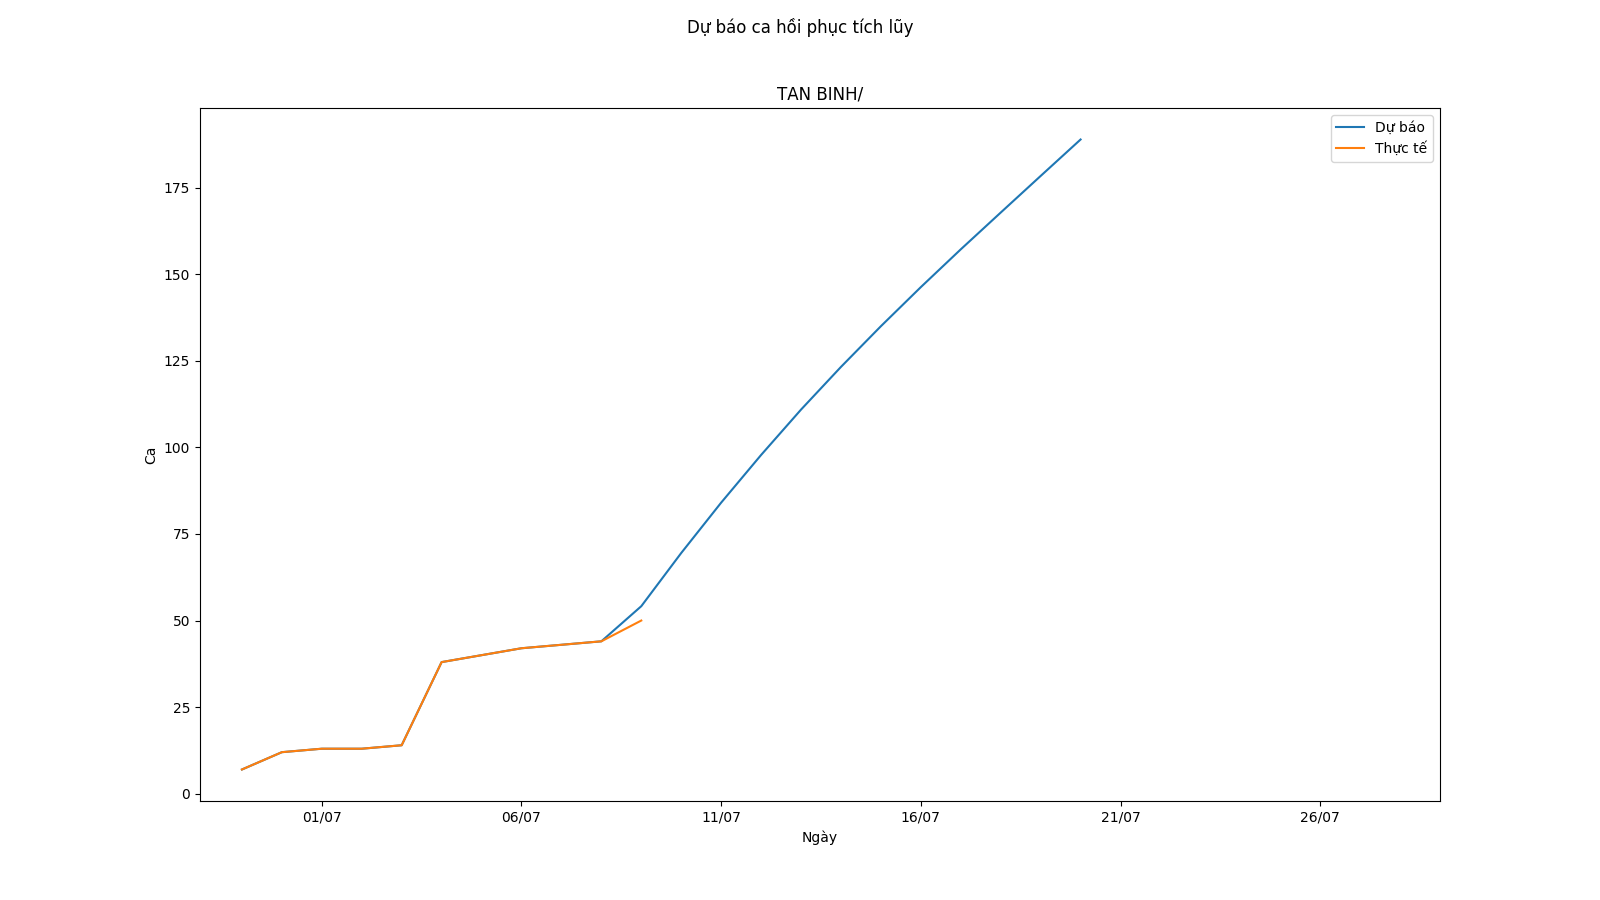 Dự báo ca hồi phục tích lũy
TAN BINH/
Dự báo
Thực tế
175
150
125
100
75
50
25
0
Ca
01/07
06/07
11/07
16/07
21/07
26/07
Ngày